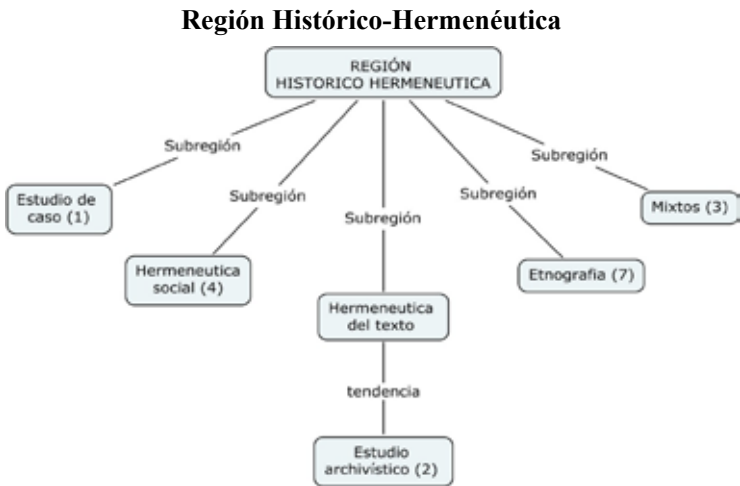 Región Histórico-Hermenéutica
REGIÓN
HISTORICO HERMENEUTICA
Subregión
Subregión
Subregión
Subregión
Subregión
Estudio de
caso (1)
Hermeneutica
social (4)
Hermeneutica
del texto
Etnografia (7)
Mixtos (3)
tendencia
Estudio
archivístico (2)